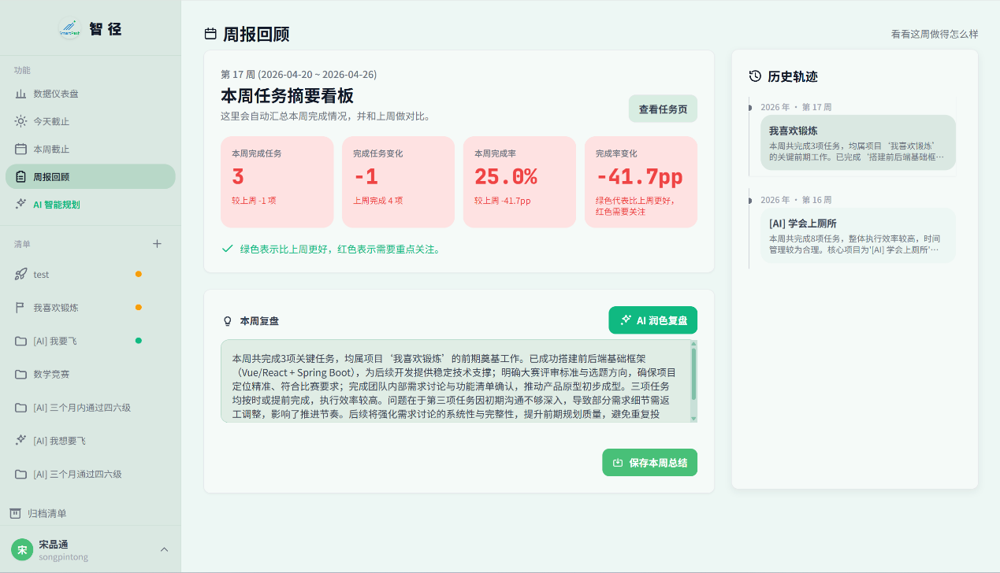 SmartPath
智 径
功能
数据仪表盘
今天截止
本周截止
周报回顾
AI 智能规划
清单
test
我喜欢锻炼
[AI] 我要飞
数学竞赛
[AI] 三个月内通过四六级
[AI] 我想要飞
[AI] 三个月通过四六级
归档清单
宋
宋品通
songpintong
周报回顾
看看这周做得怎么样
第 17 周 (2026-04-20 ~ 2026-04-26)
本周任务摘要看板
这里会自动汇总本周完成情况，并和上周做对比。
查看任务页
本周完成任务
3
较上周 -1 项
完成任务变化
-1
上周完成 4 项
本周完成率
25.0%
较上周 -41.7pp
完成率变化
-41.7pp
绿色代表比上周更好，
红色需要关注
绿色表示比上周更好，红色表示需要重点关注。
本周复盘
AI 润色复盘
本周共完成3项关键任务，均属项目‘我喜欢锻炼’的前期奠基工作。已成功搭建前后端基础框架
（Vue/React + Spring Boot），为后续开发提供稳定技术支撑；明确大赛评审标准与选题方向，确保项目
定位精准、符合比赛要求；完成团队内部需求讨论与功能清单确认，推动产品原型初步成型。三项任务
均按时或提前完成，执行效率较高。问题在于第三项任务因初期沟通不够深入，导致部分需求细节需返
工调整，影响了推进节奏。后续将强化需求讨论的系统性与完整性，提升前期规划质量，避免重复投
保存本周总结
历史轨迹
2026 年 · 第 17 周
我喜欢锻炼
本周共完成3项任务，均属项目‘我喜欢锻炼’
的关键前期工作。已完成‘搭建前后端基础框…
2026 年 · 第 16 周
[AI] 学会上厕所
本周共完成8项任务，整体执行效率较高，时间
管理较为合理。核心项目为'[AI] 学会上厕所'…